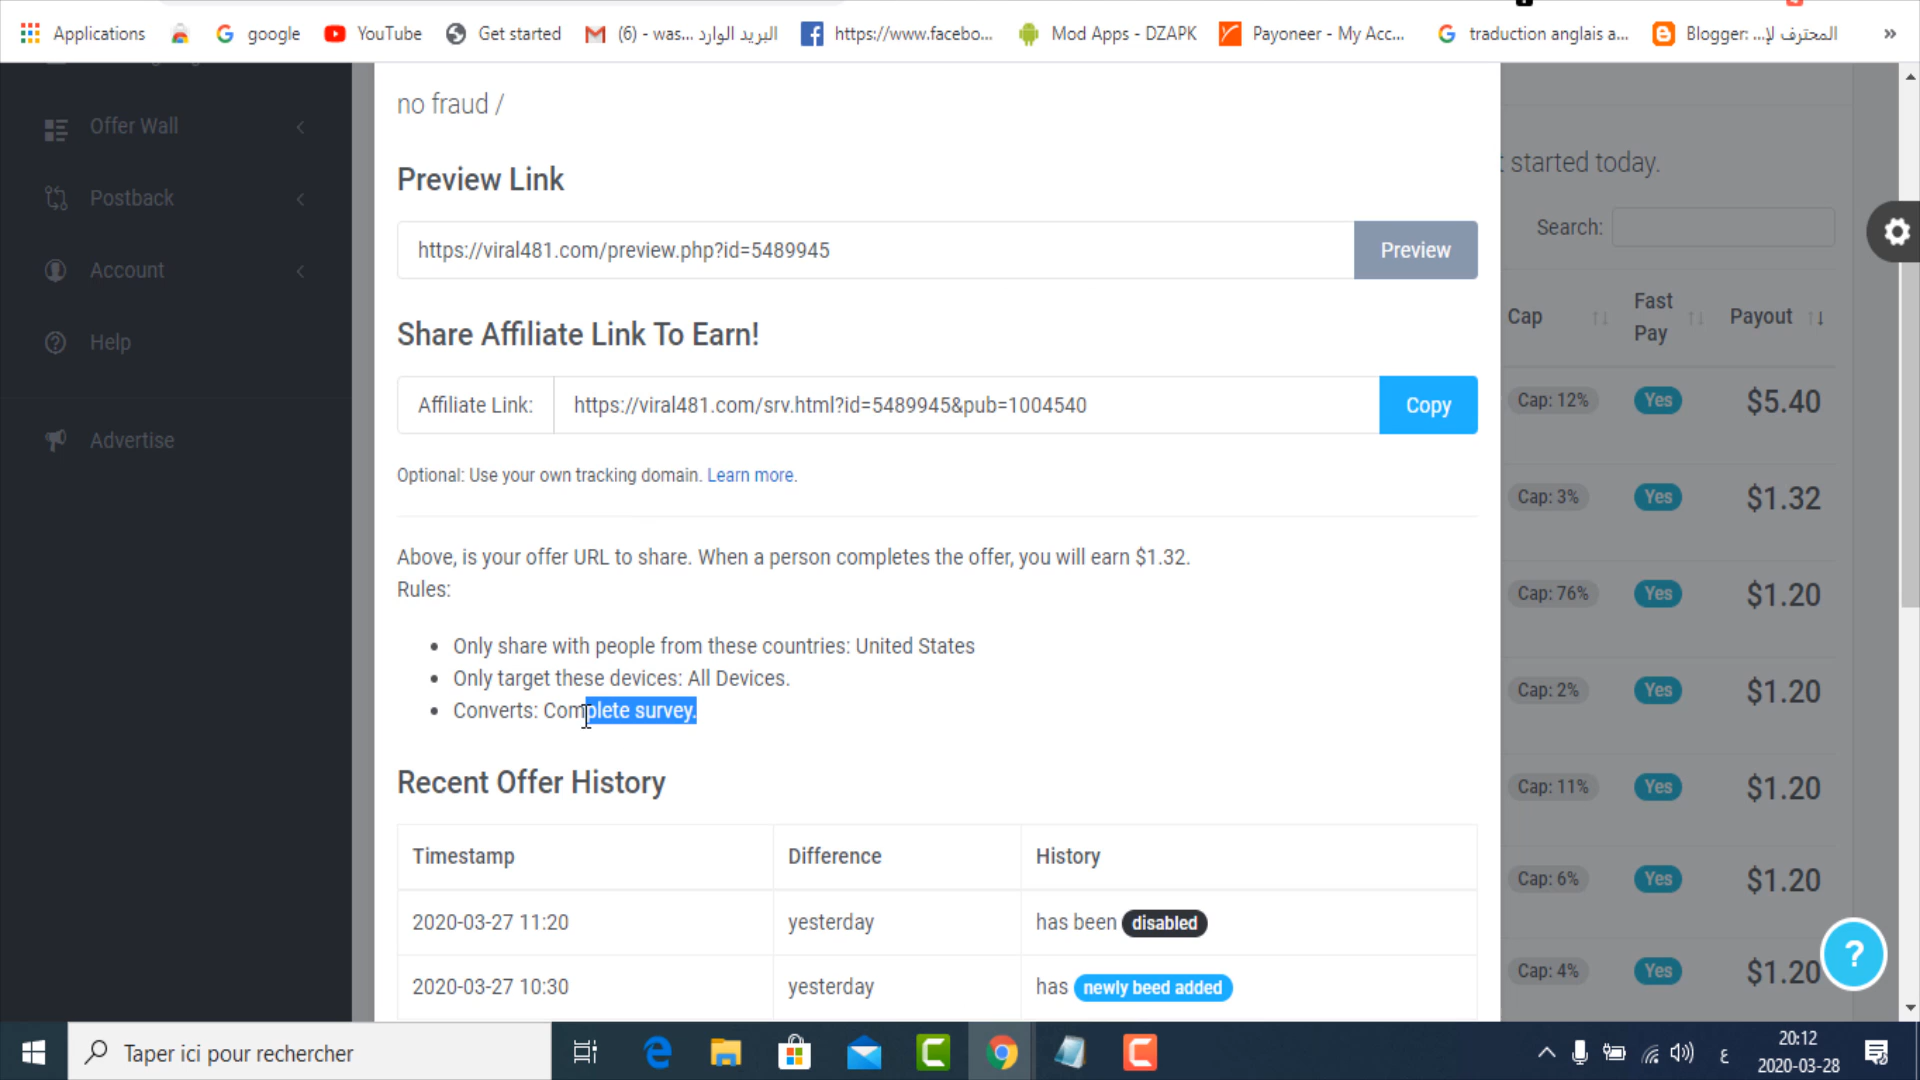 Applications
google
YouTube
Get started
(6) - was... البريد الوارد
https://www.facebo...
Mod Apps - DZAPK
Payoneer - My Acc...
traduction anglais a...
Blogger: ...المحترف لإ
»
Offer Wall
Postback
Account
Help
Advertise
no fraud /
Preview Link
https://viral481.com/preview.php?id=5489945
Preview
Share Affiliate Link To Earn!
Affiliate Link:
https://viral481.com/srv.html?id=5489945&pub=1004540
Copy
Optional: Use your own tracking domain. Learn more.
Above, is your offer URL to share. When a person completes the offer, you will earn $1.32.
Rules:
• Only share with people from these countries: United States
• Only target these devices: All Devices.
• Converts: Complete survey.
Recent Offer History
Timestamp Difference History
2020-03-27 11:20 yesterday has been disabled
2020-03-27 10:30 yesterday has newly beed added
started today.
Search:
Cap Fast Pay Payout
Cap: 12% Yes $5.40
Cap: 3% Yes $1.32
Cap: 76% Yes $1.20
Cap: 2% Yes $1.20
Cap: 11% Yes $1.20
Cap: 6% Yes $1.20
Cap: 4% Yes $1.20
?
Taper ici pour rechercher
ع
20:12
2020-03-28